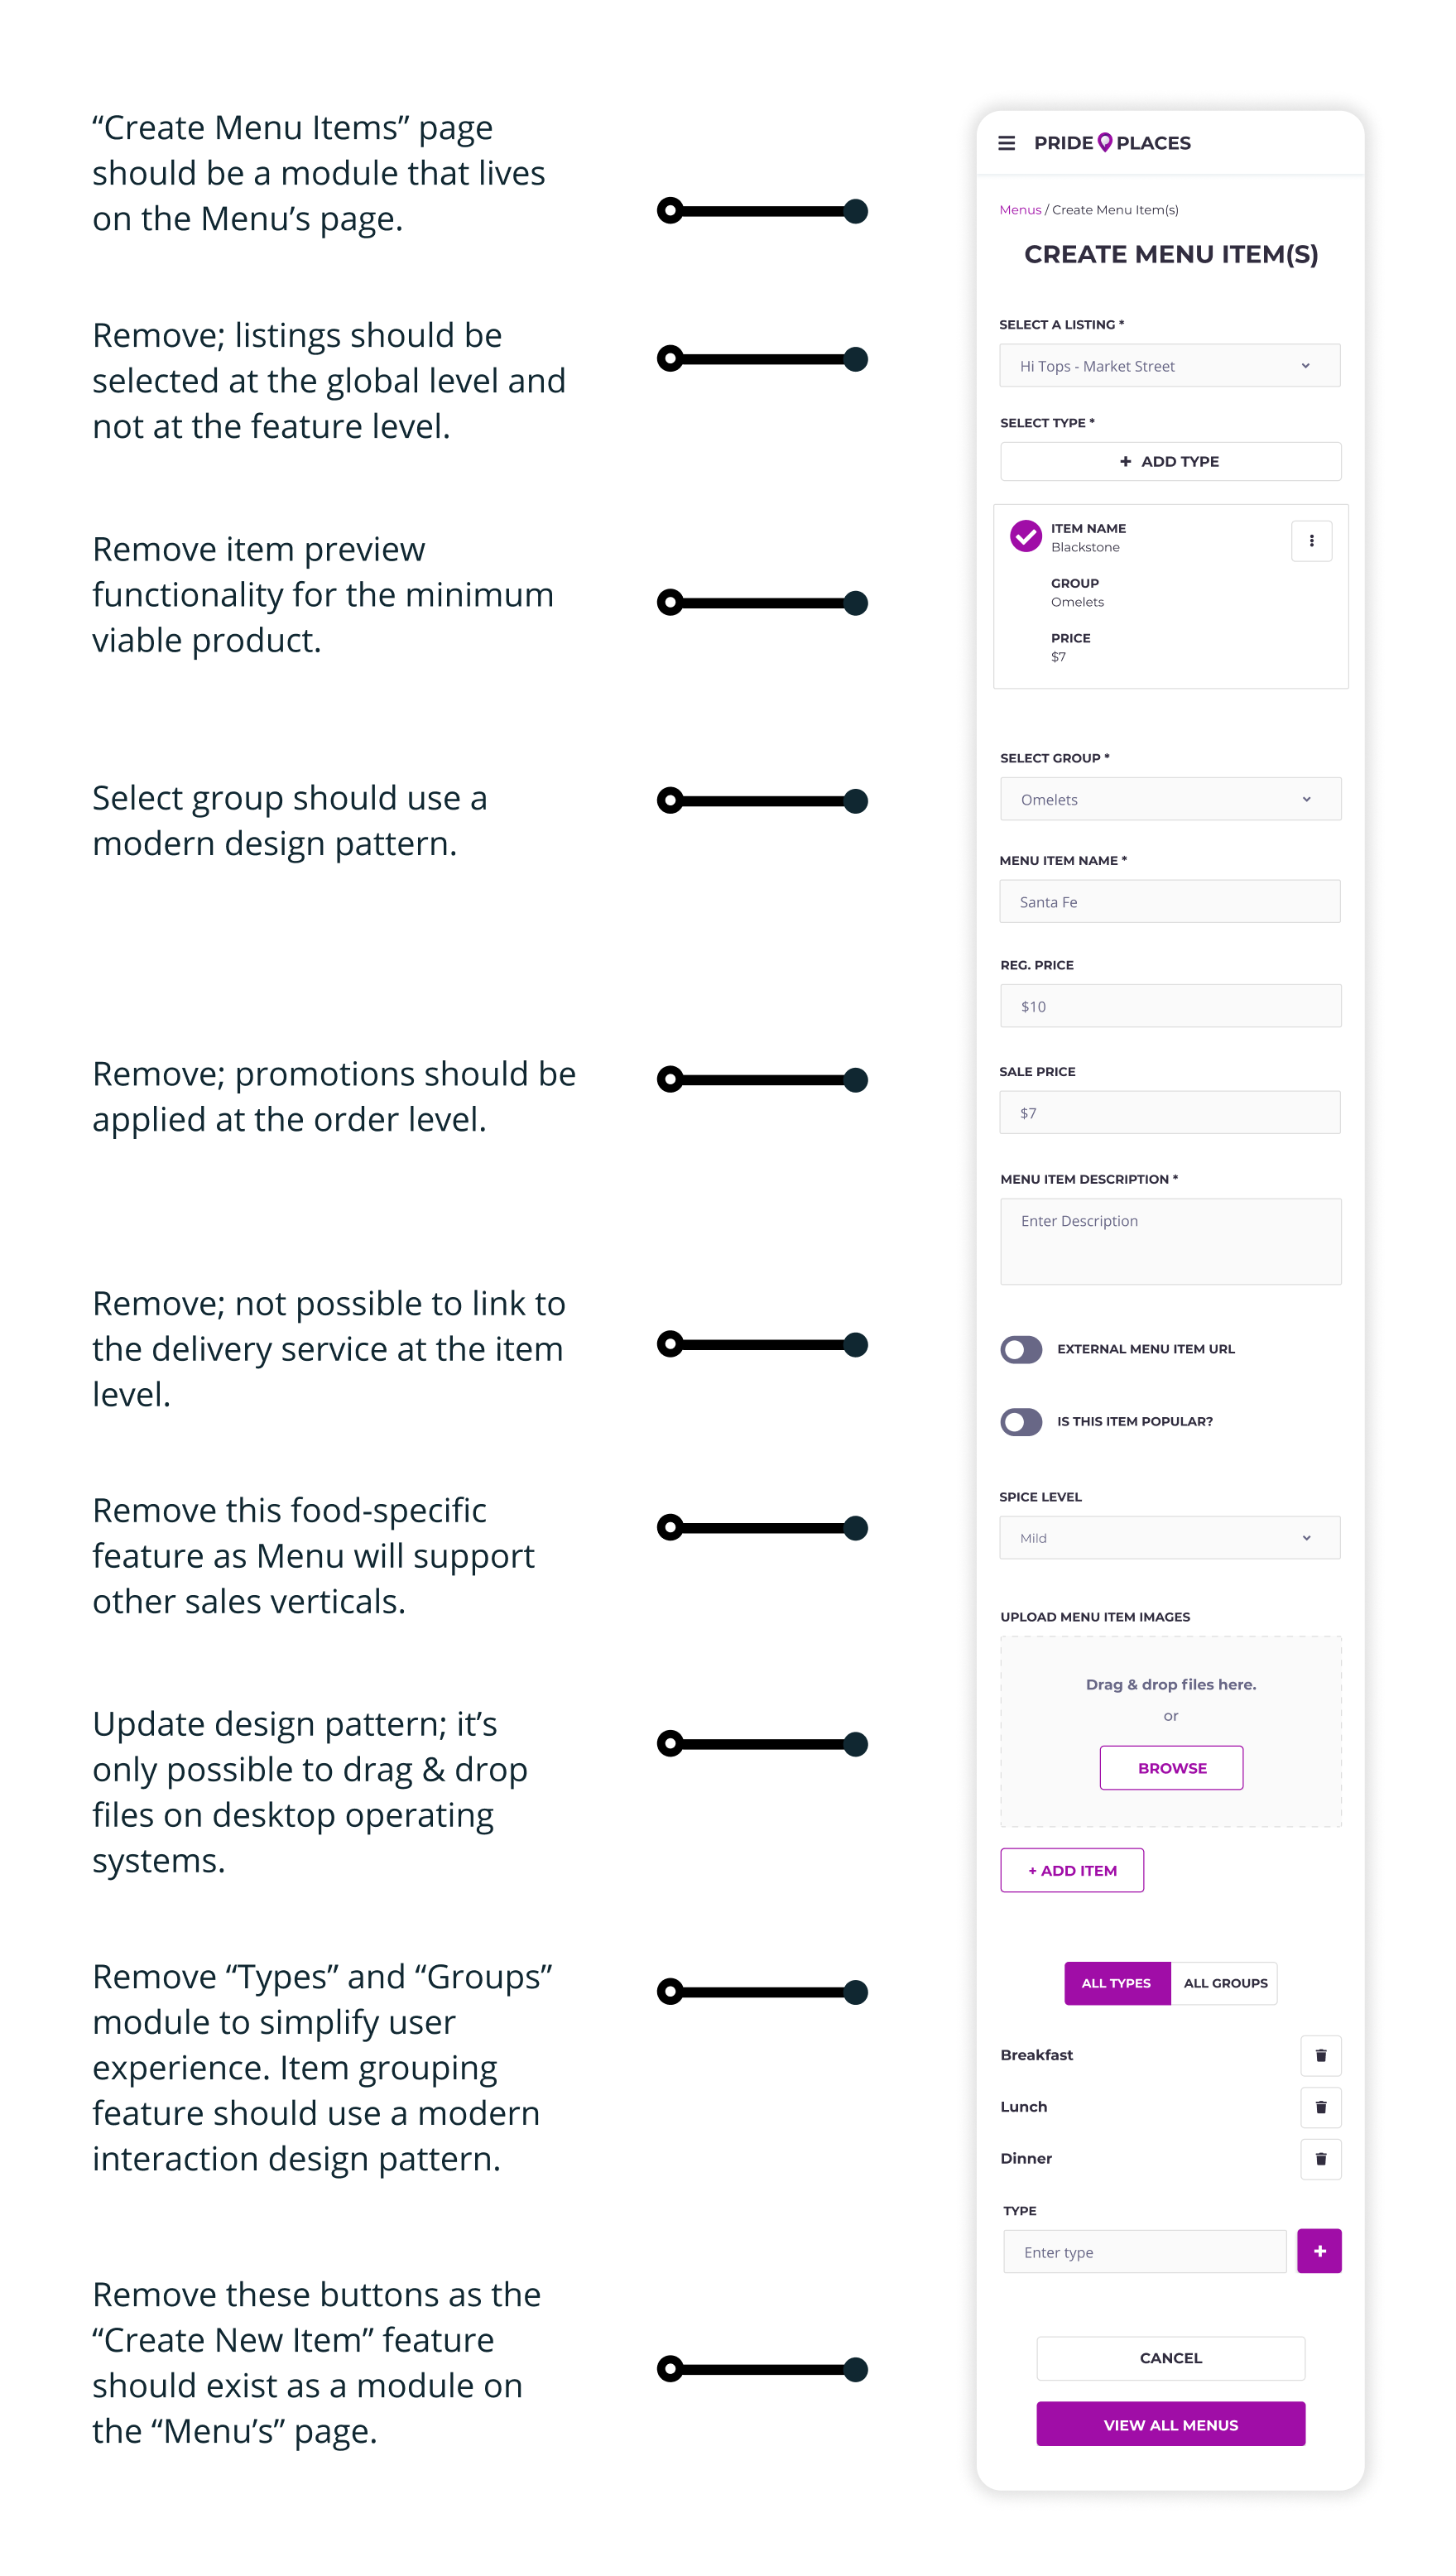 “Create Menu Items” page
should be a module that lives
on the Menu’s page.
Remove; listings should be
selected at the global level and
not at the feature level.
Remove item preview
functionality for the minimum
viable product.
Select group should use a
modern design pattern.
Remove; promotions should be
applied at the order level.
Remove; not possible to link to
the delivery service at the item
level.
Remove this food-specific
feature as Menu will support
other sales verticals.
Update design pattern; it’s
only possible to drag & drop
files on desktop operating
systems.
Remove “Types” and “Groups”
module to simplify user
experience. Item grouping
feature should use a modern
interaction design pattern.
Remove these buttons as the
“Create New Item” feature
should exist as a module on
the “Menu’s” page.
PRIDE PLACES
Menus / Create Menu Item(s)
CREATE MENU ITEM(S)
SELECT A LISTING *
Hi Tops - Market Street
SELECT TYPE *
+ ADD TYPE
ITEM NAME
Blackstone
GROUP
Omelets
PRICE
$7
SELECT GROUP *
Omelets
MENU ITEM NAME *
Santa Fe
REG. PRICE
$10
SALE PRICE
$7
MENU ITEM DESCRIPTION *
Enter Description
EXTERNAL MENU ITEM URL
IS THIS ITEM POPULAR?
SPICE LEVEL
Mild
UPLOAD MENU ITEM IMAGES
Drag & drop files here.
or
BROWSE
+ ADD ITEM
ALL TYPES ALL GROUPS
Breakfast
Lunch
Dinner
TYPE
Enter type
+
CANCEL
VIEW ALL MENUS